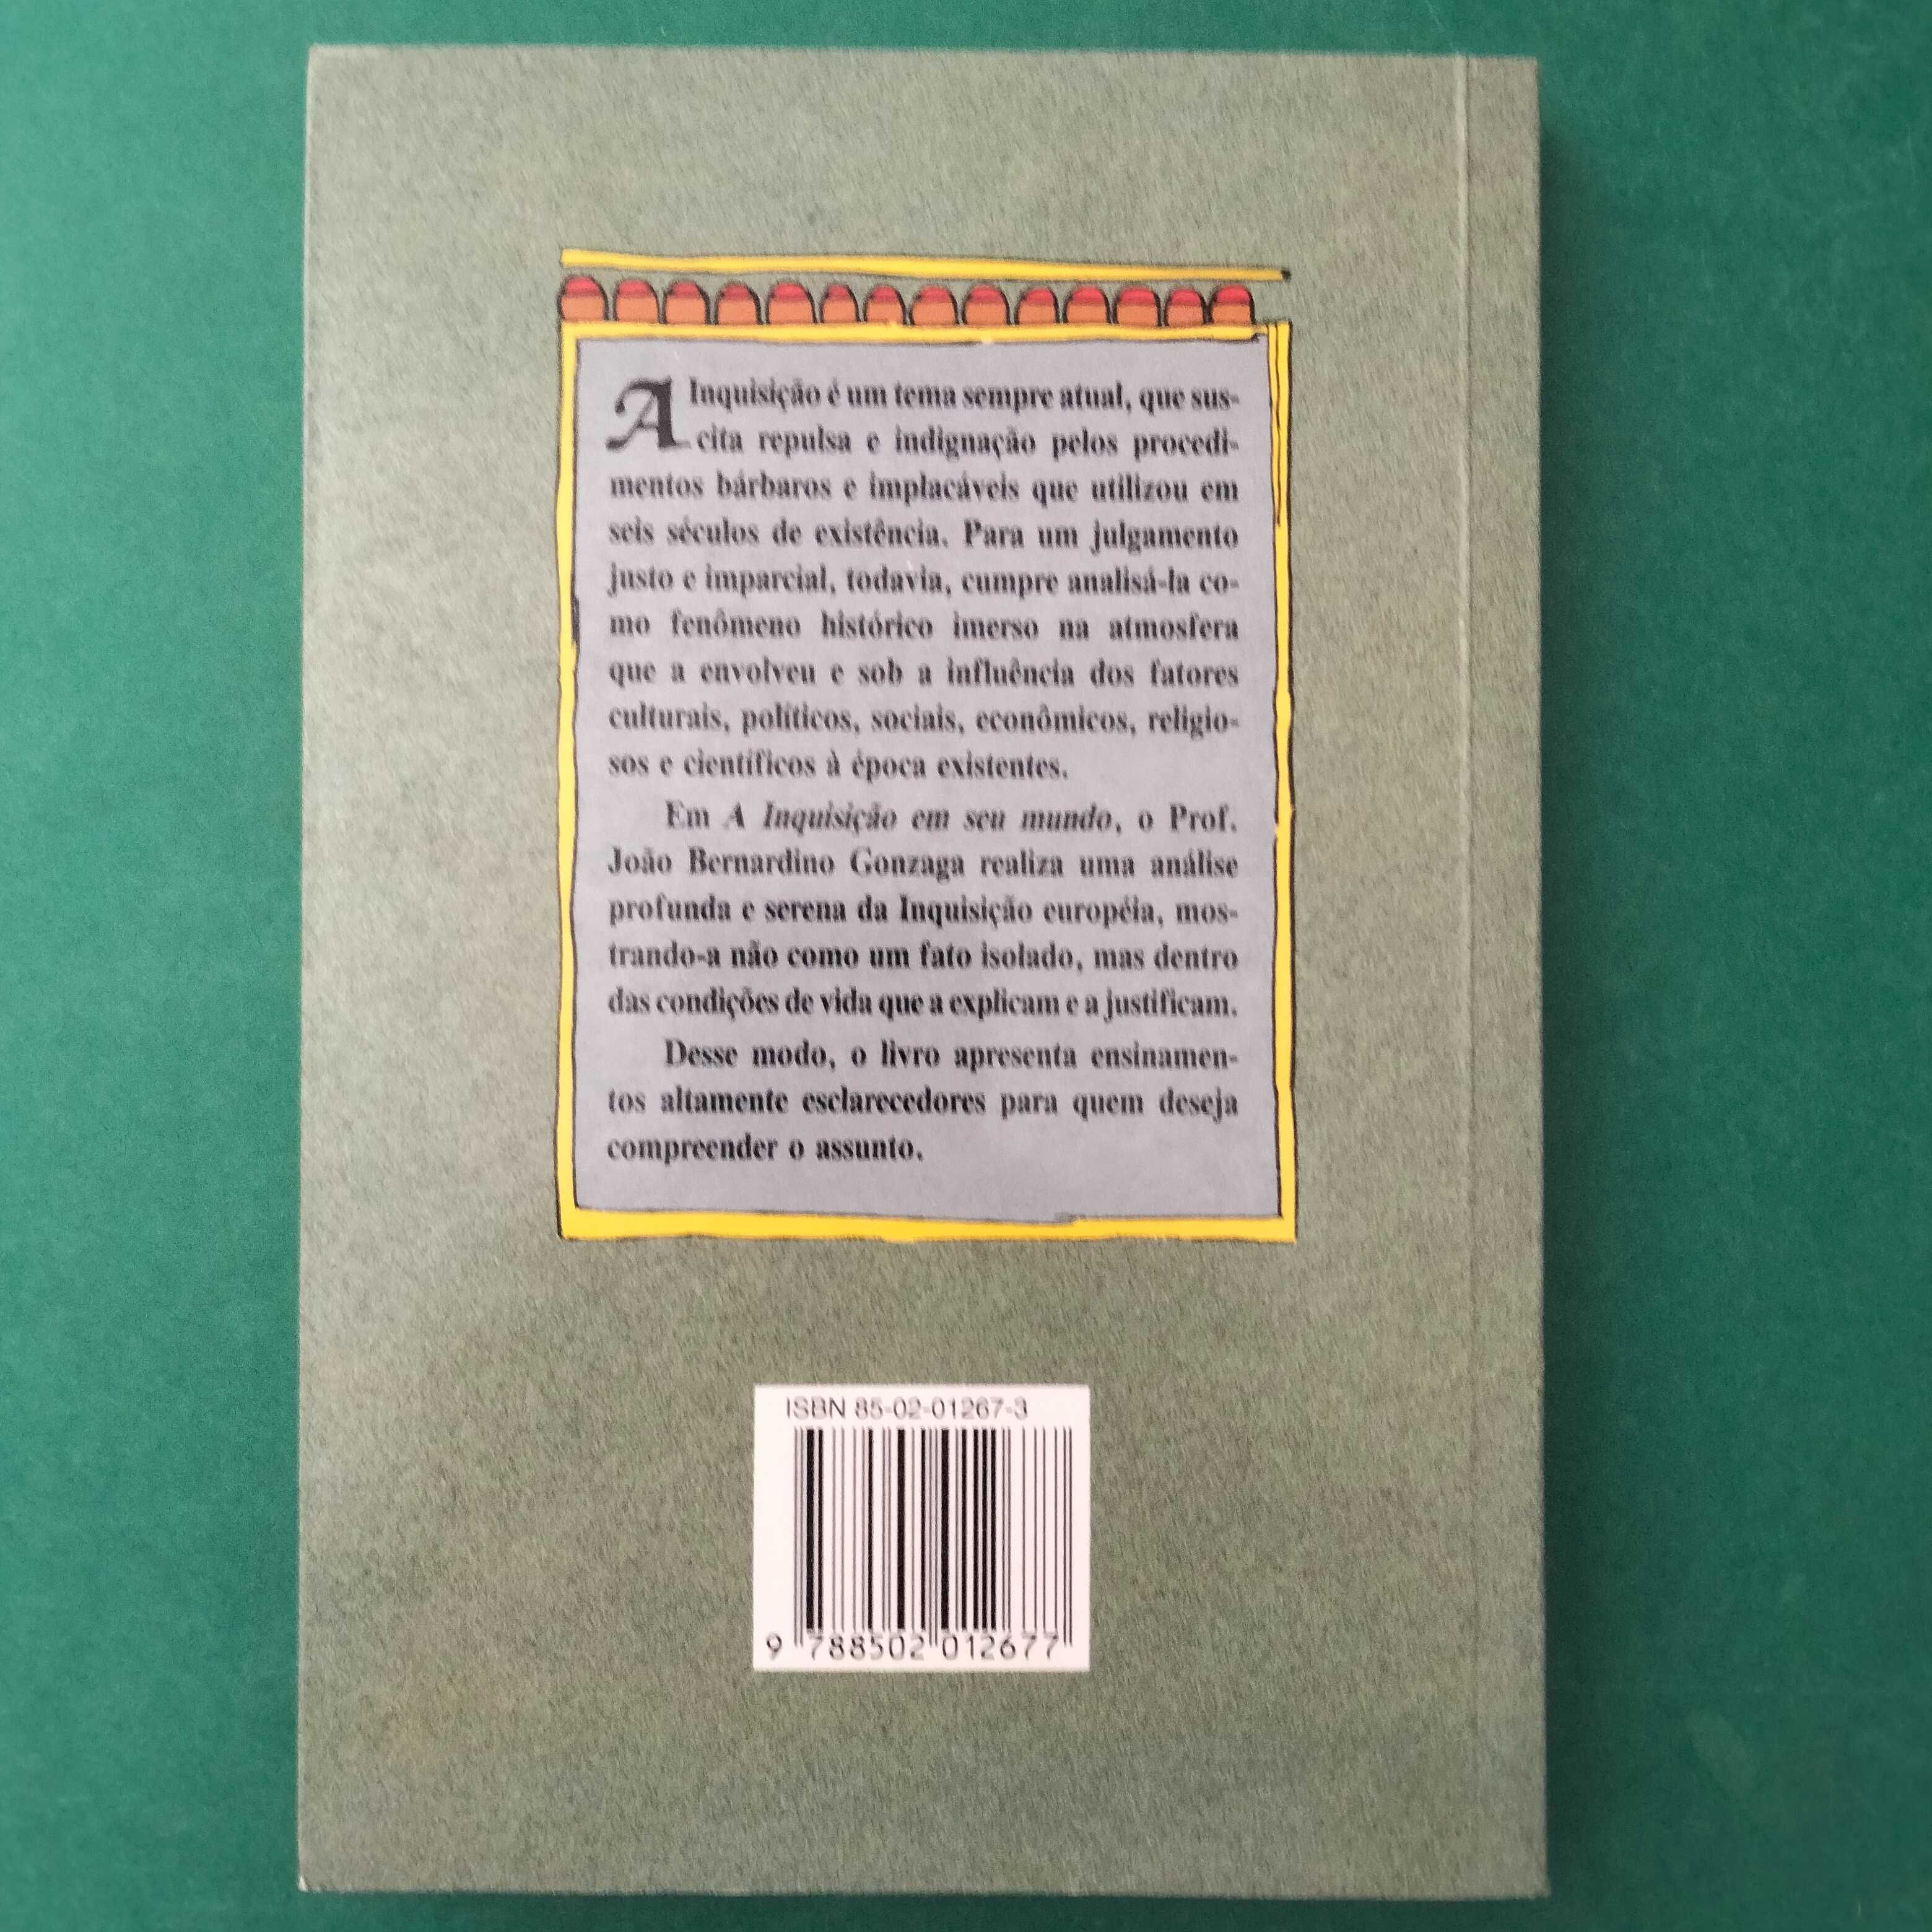 A Inquisição é um tema sempre atual, que sus-
cita repulsa e indignação pelos procedi-
mentos bárbaros e implacáveis que utilizou em
seis séculos de existência. Para um julgamento
justo e imparcial, todavia, cumpre analisá-la co-
mo fenômeno histórico imerso na atmosfera
que a envolveu e sob a influência dos fatores
culturais, políticos, sociais, econômicos, religio-
sos e científicos à época existentes.
Em A Inquisição em seu mundo, o Prof.
João Bernardino Gonzaga realiza uma análise
profunda e serena da Inquisição européia, mos-
trando-a não como um fato isolado, mas dentro
das condições de vida que a explicam e a justificam.
Desse modo, o livro apresenta ensinamen-
tos altamente esclarecedores para quem deseja
compreender o assunto.
ISBN 85-02-01267-3
9 788502 012677